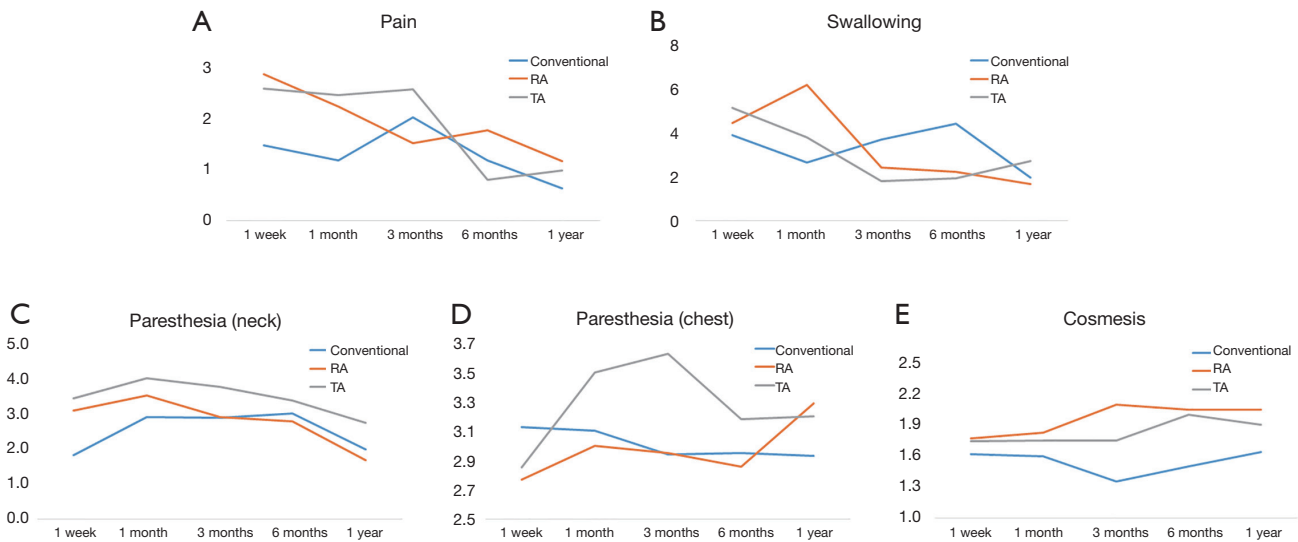 A
Pain
3
2
1
0
Conventional
RA
TA
1 week 1 month 3 months 6 months 1 year
B
Swallowing
8
6
4
2
0
Conventional
RA
TA
1 week 1 month 3 months 6 months 1 year
C
Paresthesia (neck)
5.0
4.0
3.0
2.0
1.0
0.0
Conventional
RA
TA
1 week 1 month 3 months 6 months 1 year
D
Paresthesia (chest)
3.7
3.5
3.3
3.1
2.9
2.7
2.5
Conventional
RA
TA
1 week 1 month 3 months 6 months 1 year
E
Cosmesis
2.5
2.2
1.9
1.6
1.3
1.0
Conventional
RA
TA
1 week 1 month 3 months 6 months 1 year